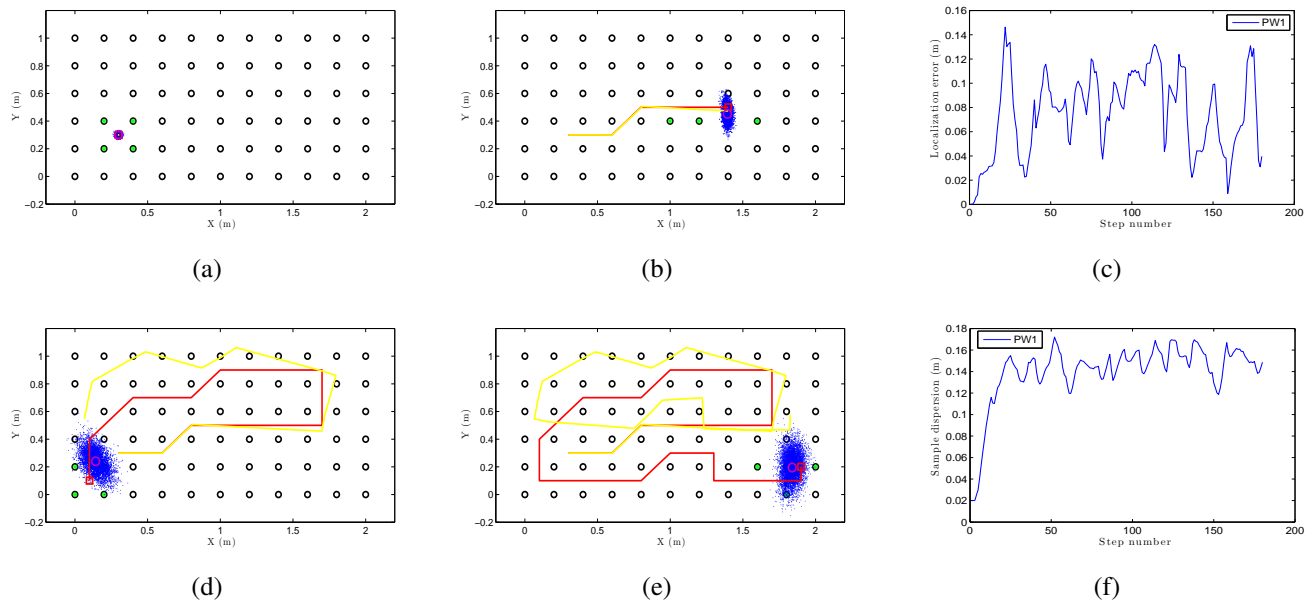 1
0.8
0.6
0.4
0.2
0
−0.2
Y (m)
0 0.5 1 1.5 2
X (m)
(a)
1
0.8
0.6
0.4
0.2
0
−0.2
Y (m)
0 0.5 1 1.5 2
X (m)
(b)
0.16
0.14
0.12
0.1
0.08
0.06
0.04
0.02
0
Localization error (m)
PW1
0 50 100 150 200
Step number
(c)
1
0.8
0.6
0.4
0.2
0
−0.2
Y (m)
0 0.5 1 1.5 2
X (m)
(d)
1
0.8
0.6
0.4
0.2
0
−0.2
Y (m)
0 0.5 1 1.5 2
X (m)
(e)
0.18
0.16
0.14
0.12
0.1
0.08
0.06
0.04
0.02
0
Sample dispersion (m)
PW1
0 50 100 150 200
Step number
(f)